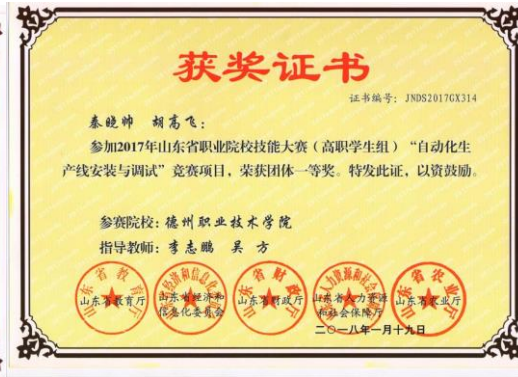 获奖证书
证书编号：JNDS2017GX314
秦晓帅 胡高飞：
参加2017年山东省职业院校技能大赛（高职学生组）“自动化生
产线安装与调试”竞赛项目，荣获团体一等奖。特发此证，以资鼓励。
参赛院校：德州职业技术学院
指导教师：李志鹏 吴方
山东省教育厅
山东省经济和
信息化委员会
山东省财政厅
山东省人力资源
和社会保障厅
山东省农业厅
二〇一八年一月十九日